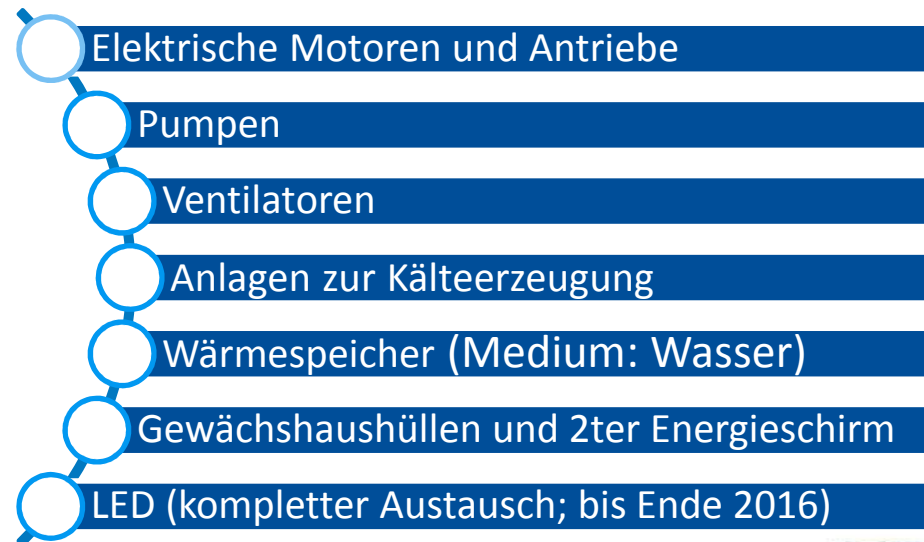 Elektrische Motoren und Antriebe
Pumpen
Ventilatoren
Anlagen zur Kälteerzeugung
Wärmespeicher (Medium: Wasser)
Gewächshaushüllen und 2ter Energieschirm
LED (kompletter Austausch; bis Ende 2016)